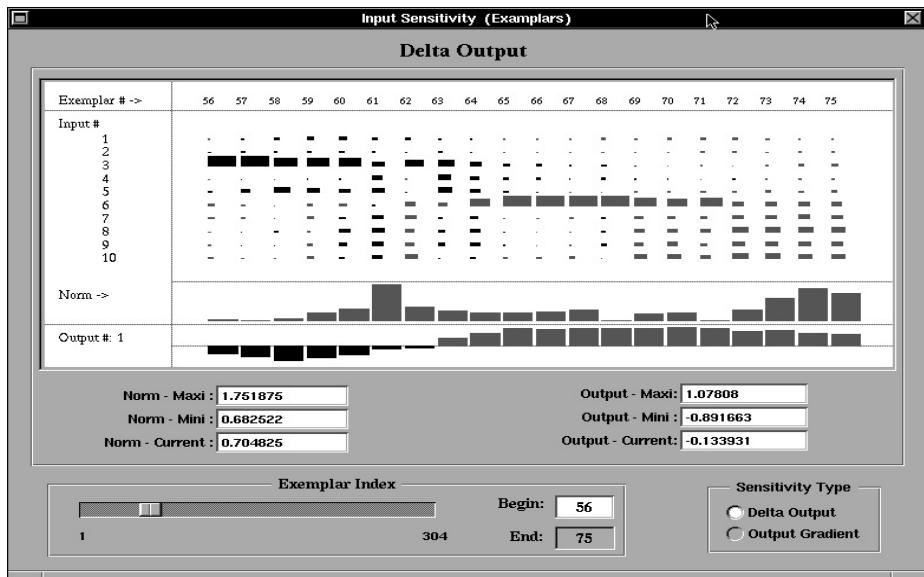 Input Sensitivity (Examplars)
Delta Output
Exemplar # -> 56 57 58 59 60 61 62 63 64 65 66 67 68 69 70 71 72 73 74 75
Input #
1
2
3
4
5
6
7
8
9
10
Norm ->
Output #: 1
Norm - Maxi : 1.751875
Output - Maxi: 1.07808
Norm - Mini : 0.682522
Output - Mini : -0.891663
Norm - Current : 0.704825
Output - Current: -0.133931
Exemplar Index
1 304
Begin: 56
End: 75
Sensitivity Type
Delta Output
Output Gradient